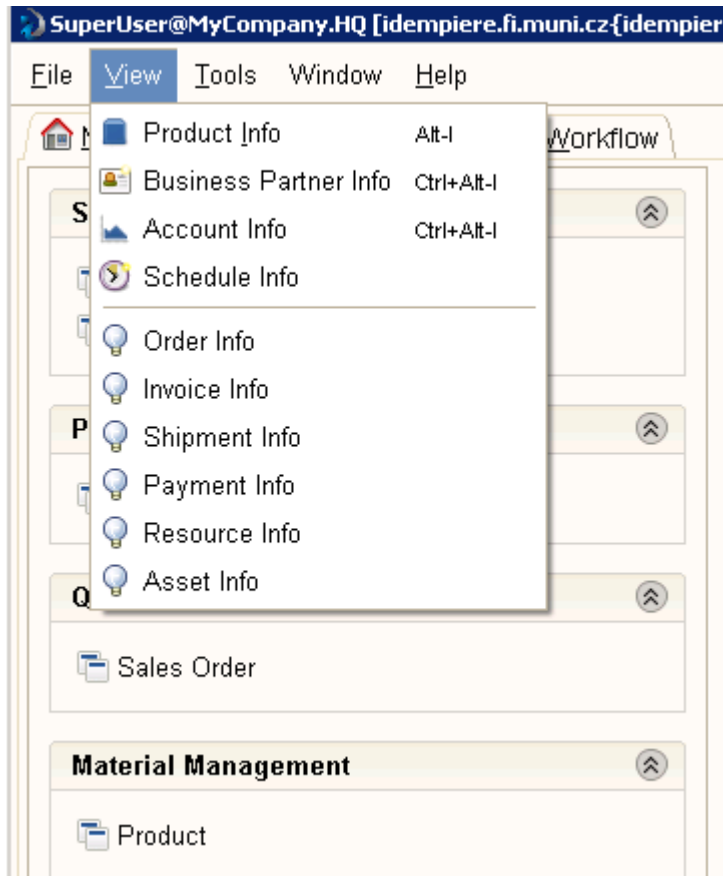 SuperUser@MyCompany.HQ [idempiere.fi.muni.cz{idempier
File View Tools Window Help
Workflow
Product Info Alt-I
Business Partner Info Ctrl+Alt-I
Account Info Ctrl+Alt-I
Schedule Info
Order Info
Invoice Info
Shipment Info
Payment Info
Resource Info
Asset Info
Sales Order
Material Management
Product